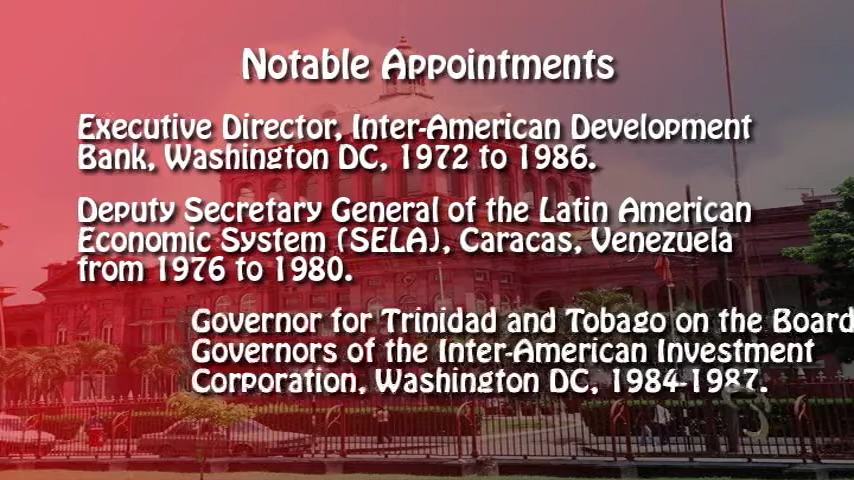 Notable Appointments
Executive Director, Inter-American Development
Bank, Washington DC, 1972 to 1986.
Deputy Secretary General of the Latin American
Economic System (SELA), Caracas, Venezuela
from 1976 to 1980.
Governor for Trinidad and Tobago on the Board
Governors of the Inter-American Investment
Corporation, Washington DC, 1984-1987.